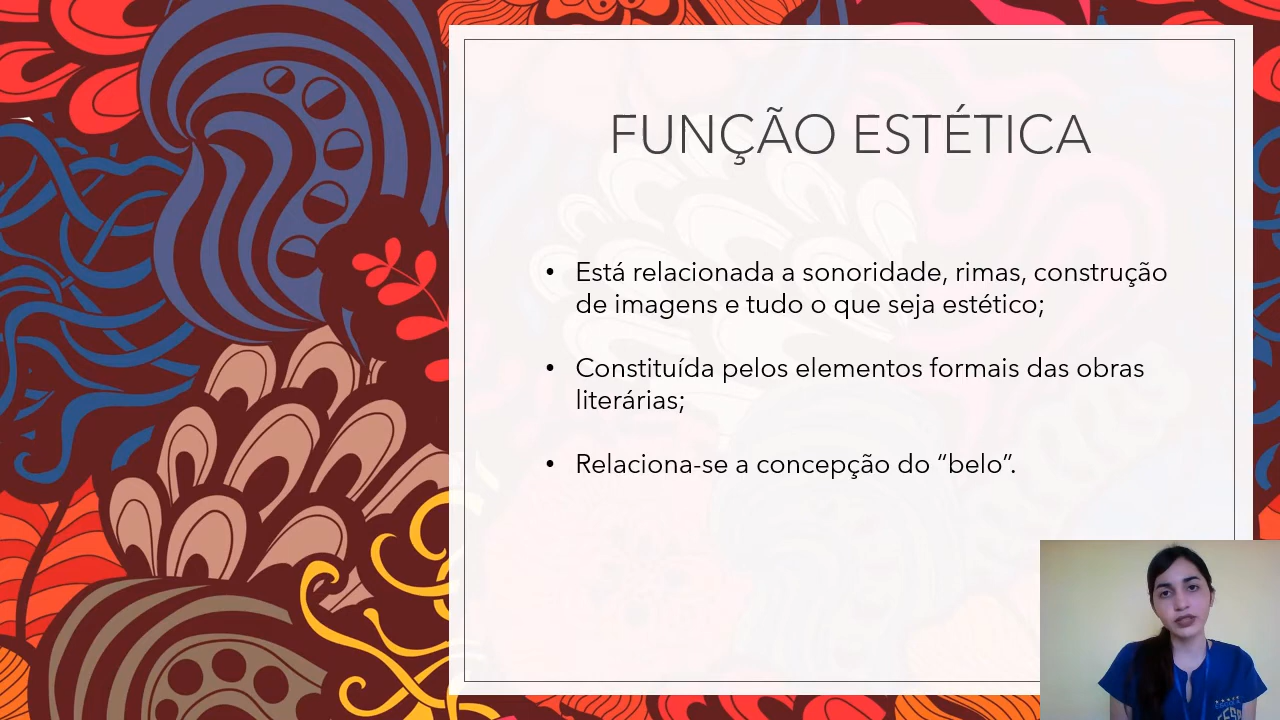 FUNÇÃO ESTÉTICA
• Está relacionada a sonoridade, rimas, construção
de imagens e tudo o que seja estético;
• Constituída pelos elementos formais das obras
literárias;
• Relaciona-se a concepção do “belo”.